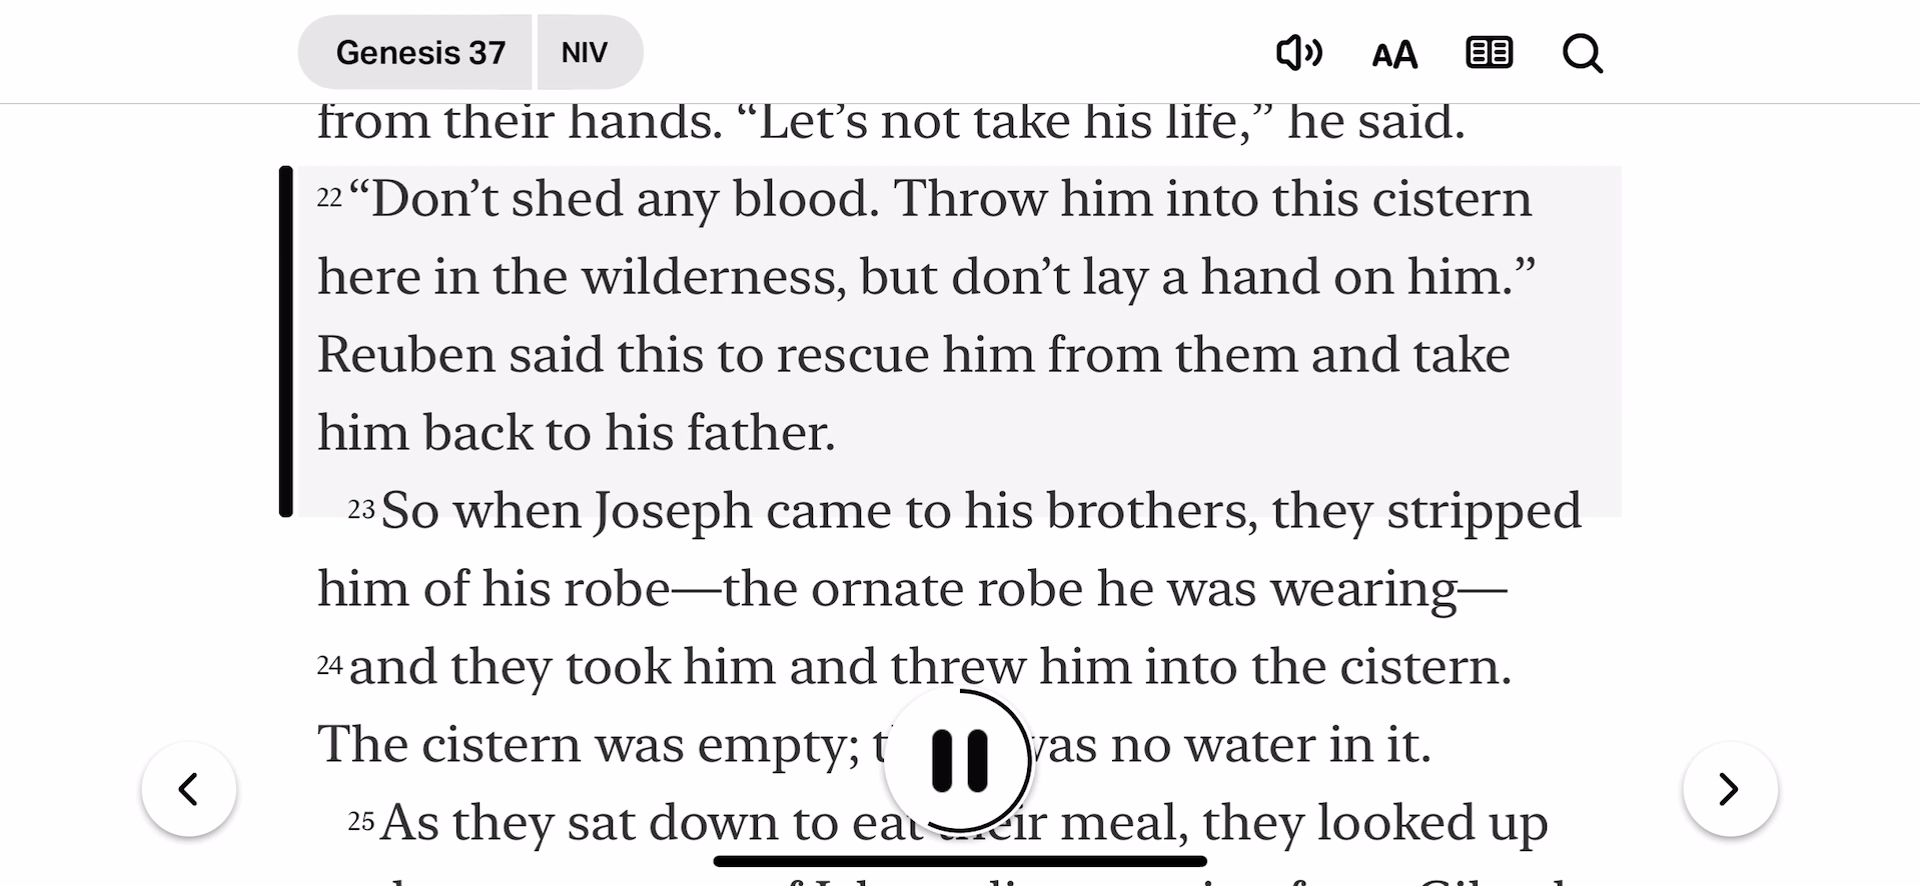 Genesis 37 NIV
AA
from their hands. “Let’s not take his life,” he said.
22 “Don’t shed any blood. Throw him into this cistern
here in the wilderness, but don’t lay a hand on him.”
Reuben said this to rescue him from them and take
him back to his father.
23 So when Joseph came to his brothers, they stripped
him of his robe—the ornate robe he was wearing—
24 and they took him and threw him into the cistern.
The cistern was empty; no water in it.
25 As they sat down to eat their meal, they looked up